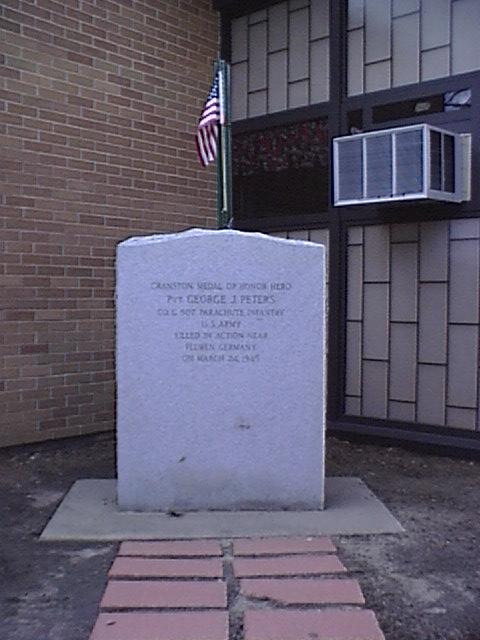 CRANSTON MEDAL OF HONOR HERO
PVT GEORGE J. PETERS
CO. G 507 PARACHUTE INFANTRY
U.S. ARMY
KILLED IN ACTION NEAR
FLUREN GERMANY
ON MARCH 24, 1945